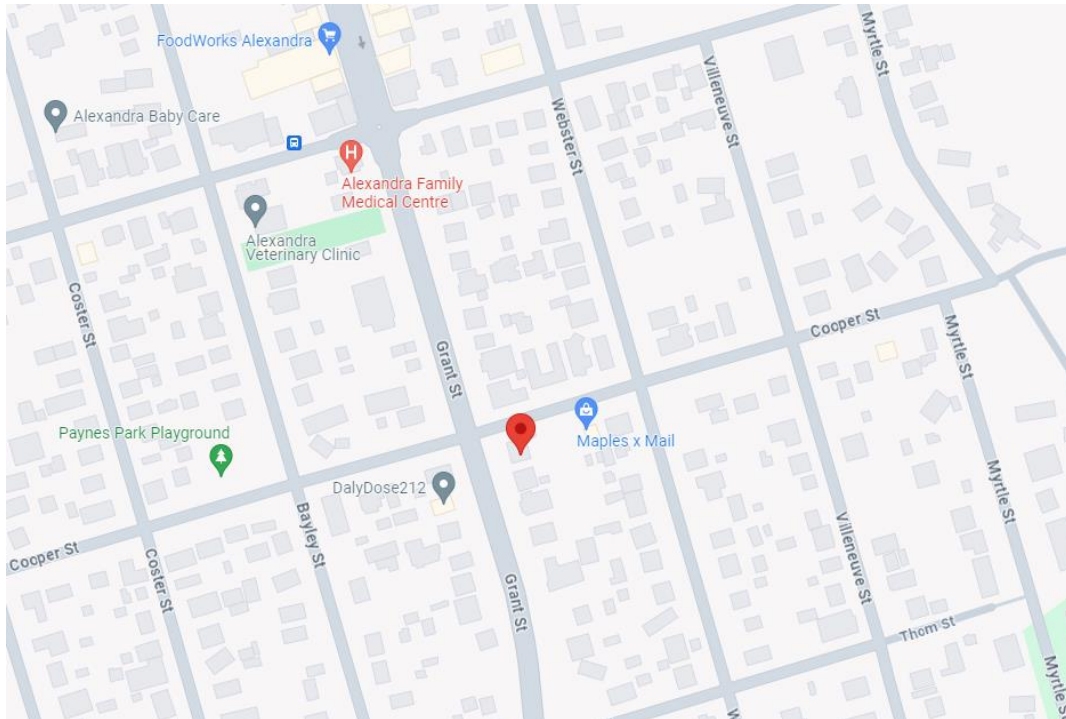 Myrtle St
FoodWorks Alexandra
Villeneuve St
Alexandra Baby Care
Webster St
H
Alexandra Family
Medical Centre
Alexandra
Veterinary Clinic
Coster St
Cooper St
Myrtle St
Grant St
Paynes Park Playground
Maples x Mail
DalyDose212
Myrtle St
Bayley St
Villeneuve St
Cooper St
Coster St
Grant St
Thom St
Myrtle St
W